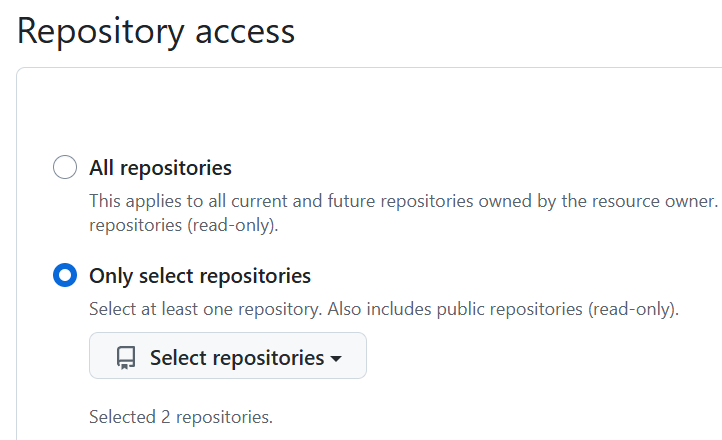 Repository access
All repositories
This applies to all current and future repositories owned by the resource owner.
repositories (read-only).
Only select repositories
Select at least one repository. Also includes public repositories (read-only).
Select repositories
Selected 2 repositories.